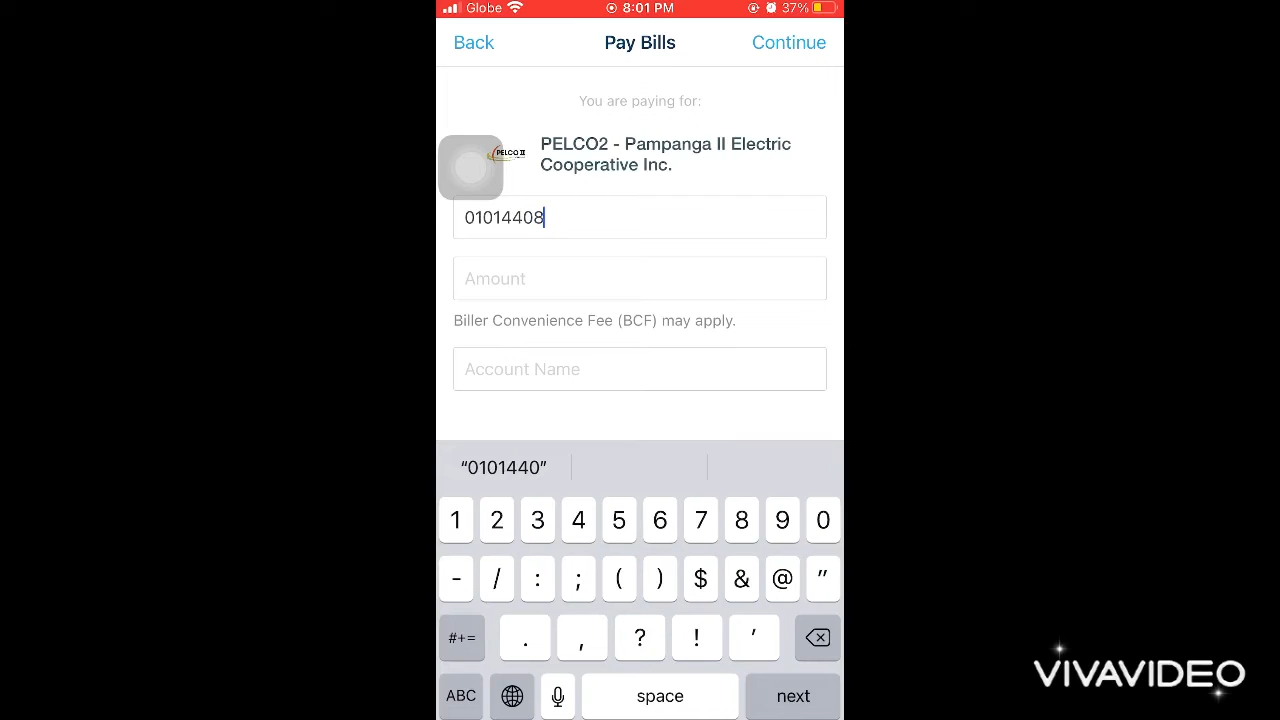 Globe 8:01 PM 37%
Back Pay Bills Continue
You are paying for:
PELCO II
PELCO2 - Pampanga II Electric
Cooperative Inc.
01014408
Amount
Biller Convenience Fee (BCF) may apply.
Account Name
“0101440”
1 2 3 4 5 6 7 8 9 0
- / : ; ( ) $ & @ ”
#+= . , ? ! ’
ABC space next
VIVAVIDEO